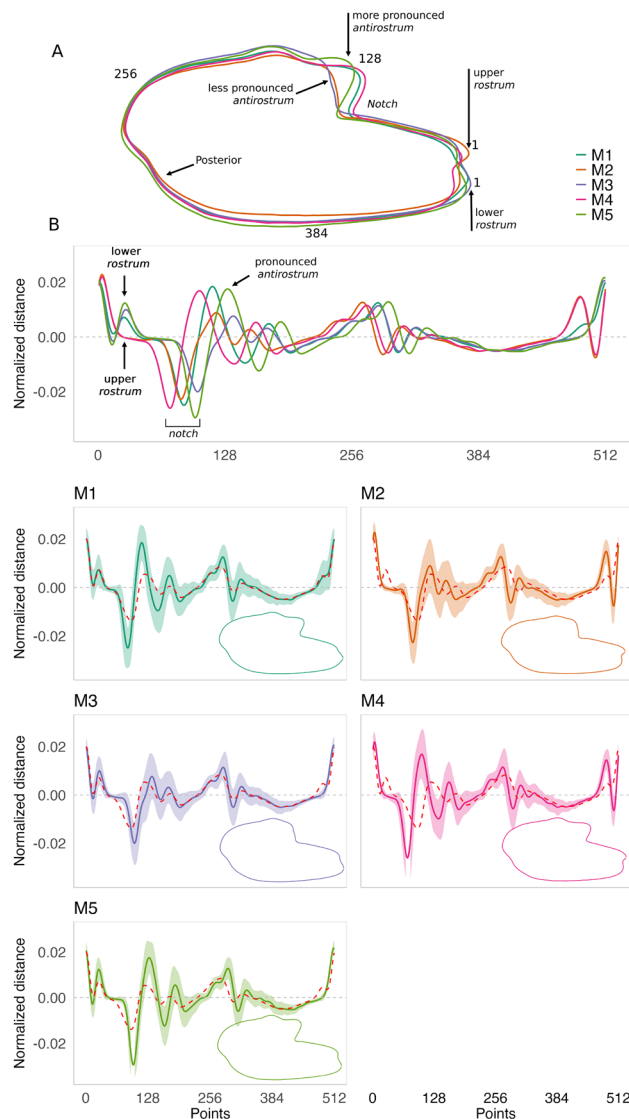 A
more pronounced
antirostrum
128
256
upper
rostrum
less pronounced
antirostrum
Notch
1
M1
M2
M3
M4
M5
Posterior
1
lower
rostrum
384
B
Normalized distance
0.02
0.00
-0.02
lower
rostrum
pronounced
antirostrum
upper
rostrum
notch
0 128 256 384 512
M1 M2
Normalized distance
0.02
0.00
-0.02
M3 M4
Normalized distance
0.02
0.00
-0.02
M5
Normalized distance
0.02
0.00
-0.02
0 128 256 384 512 0 128 256 384 512
Points Points